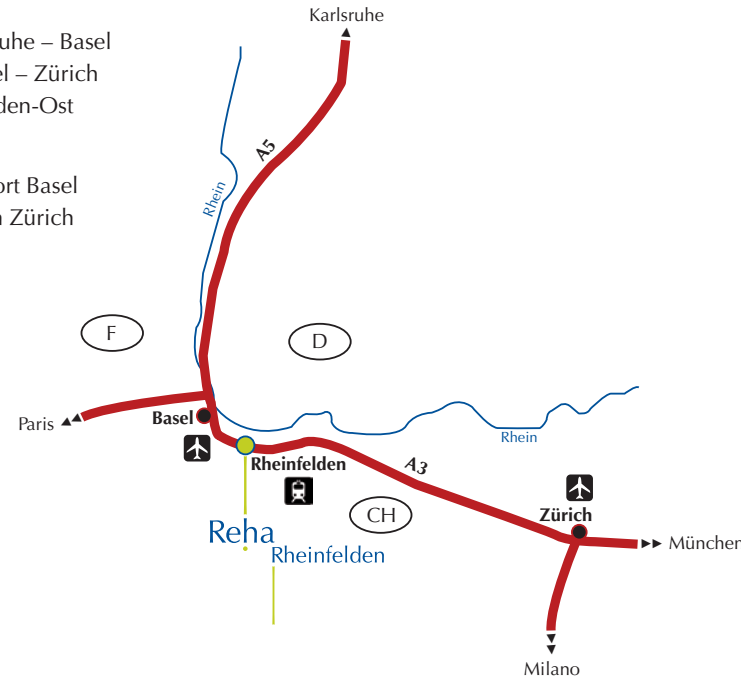 Karlsruhe
uhe – Basel
el – Zürich
den-Ost
A5
ort Basel
Rhein
n Zürich
F
D
Paris
Basel
Rhein
Rheinfelden
A3
CH
Zürich
Reha
Rheinfelden
München
Milano